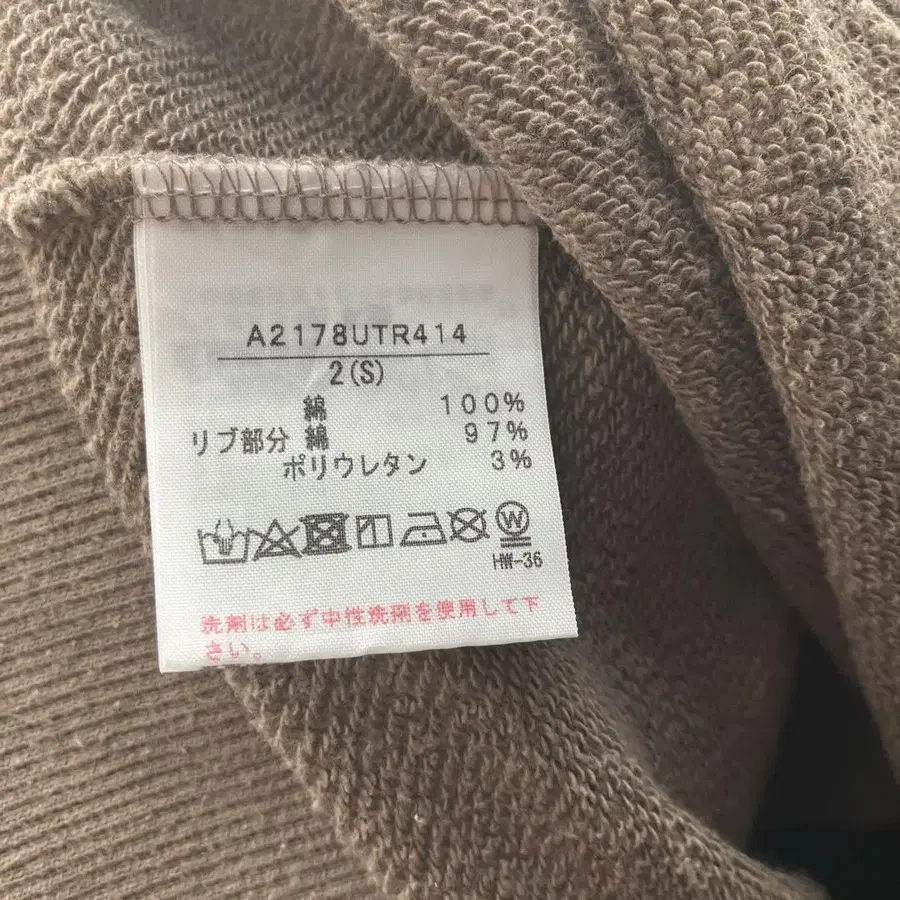 A2178UTR414
2(S)
綿 100%
リブ部分 綿 97%
ポリウレタン 3%
W
HW-36
洗剤は必ず中性洗剤を使用して下
さい。